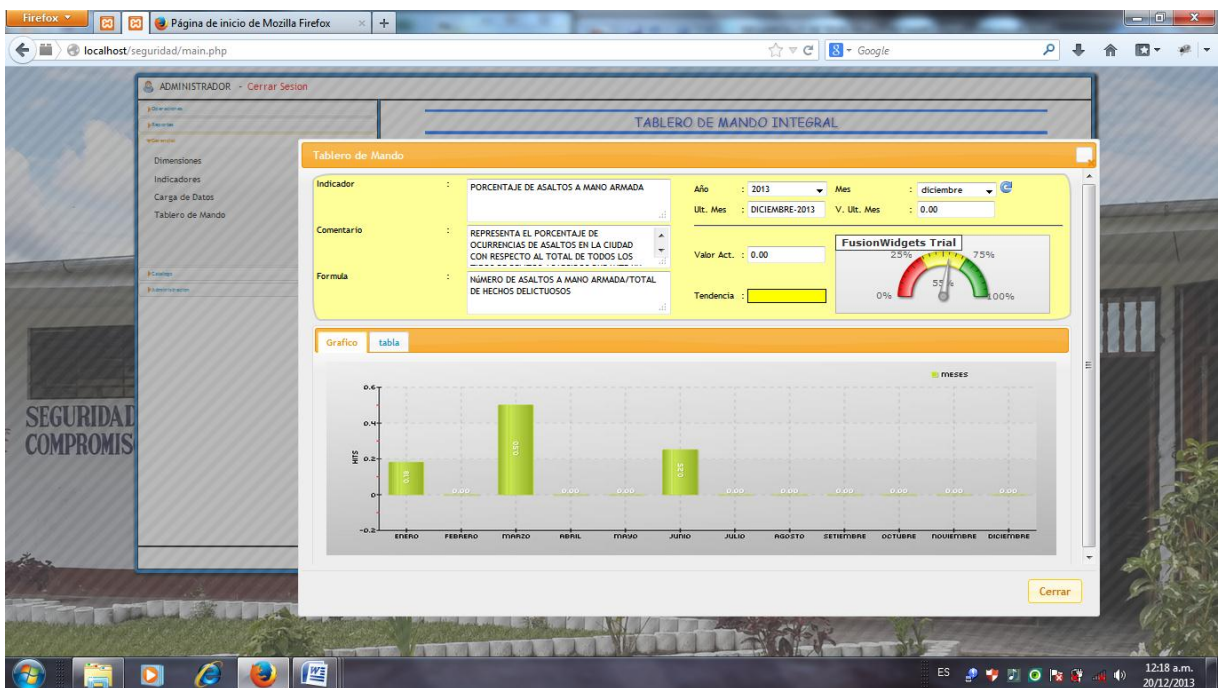 Firefox
Página de inicio de Mozilla Firefox
localhost/seguridad/main.php
Google
ADMINISTRADOR - Cerrar Sesion
Operaciones
Reportes
Gerencial
Dimensiones
Indicadores
Carga de Datos
Tablero de Mando
Catalogo
Administracion
TABLERO DE MANDO INTEGRAL
Tablero de Mando
Indicador : PORCENTAJE DE ASALTOS A MANO ARMADA
Año : 2013 Mes : diciembre
Ult. Mes : DICIEMBRE-2013 V. Ult. Mes : 0.00
Comentario : REPRESENTA EL PORCENTAJE DE
OCURRENCIAS DE ASALTOS EN LA CIUDAD
CON RESPECTO AL TOTAL DE TODOS LOS
Valor Act. : 0.00
FusionWidgets Trial
25% 75%
55%
0% 100%
Formula : NúMERO DE ASALTOS A MANO ARMADA/TOTAL
DE HECHOS DELICTUOSOS
Tendencia :
Grafico tabla
meses
HITS
0.6
0.4
0.2
0
-0.2
0.18 0.00 0.50 0.00 0.00 0.25 0.00 0.00 0.00 0.00 0.00 0.00
ENERO FEBRERO MARZO ABRIL MAYO JUNIO JULIO AGOSTO SETIEMBRE OCTUBRE NOVIEMBRE DICIEMBRE
Cerrar
SEGURIDAD
COMPROMIS
ES
12:18 a.m.
20/12/2013